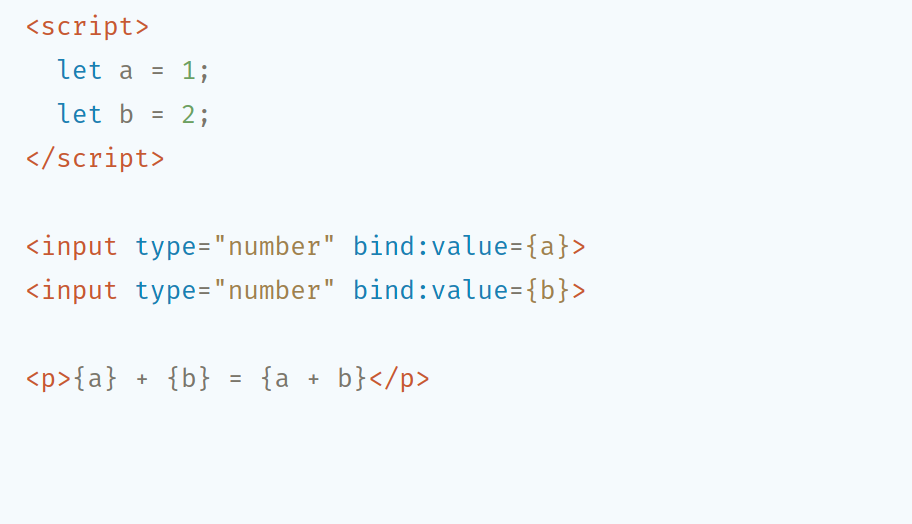 <script>
  let a = 1;
  let b = 2;
</script>

<input type="number" bind:value={a}>
<input type="number" bind:value={b}>

<p>{a} + {b} = {a + b}</p>